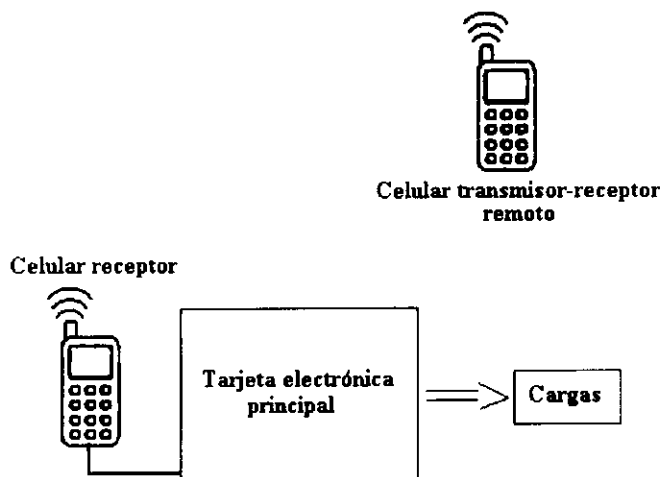 Celular transmisor-receptor
remoto
Celular receptor
Tarjeta electrónica
principal
Cargas